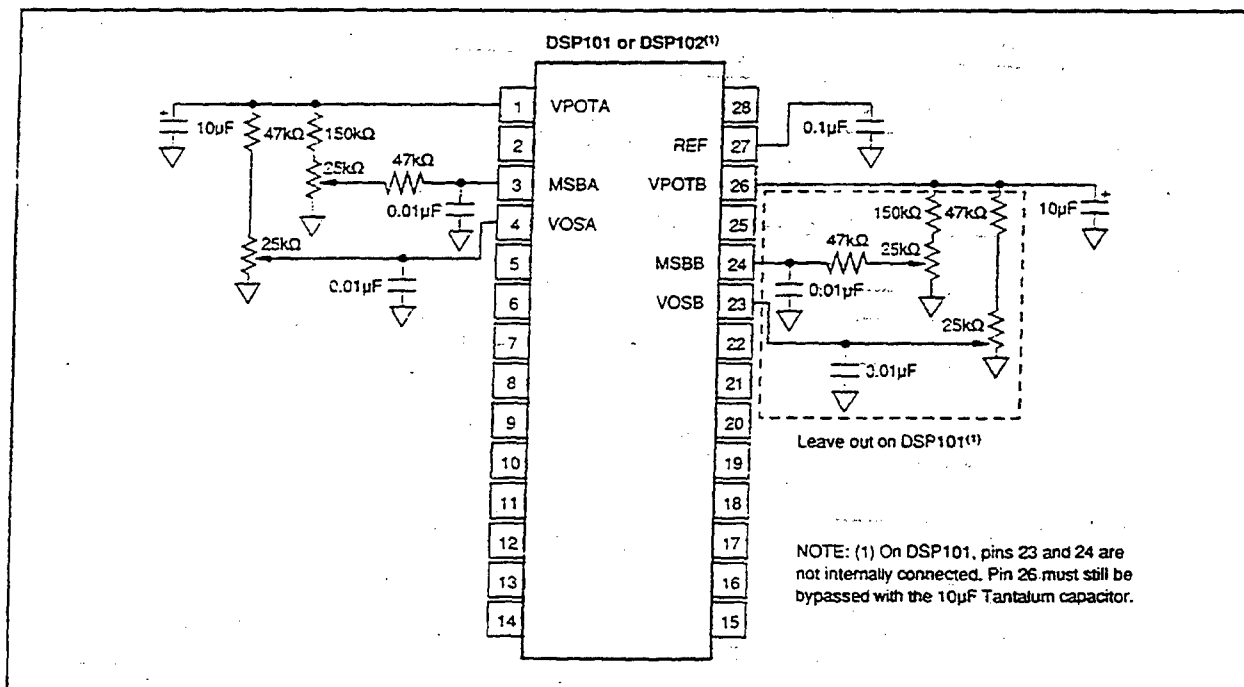 DSP101 or DSP102(1)
1 VPOTA
2
3 MSBA
4 VOSA
5
6
7
8
9
10
11
12
13
14
28
REF 27
VPOTB 26
25
MSBB 24
VOSB 23
22
21
20
19
18
17
16
15
+
10µF
47kΩ
150kΩ
25kΩ
47kΩ
0.01µF
25kΩ
0.01µF
0.1µF
150kΩ
47kΩ
10µF
+
47kΩ
25kΩ
0.01µF
25kΩ
0.01µF
Leave out on DSP101(1)
NOTE: (1) On DSP101, pins 23 and 24 are
not internally connected. Pin 26 must still be
bypassed with the 10µF Tantalum capacitor.